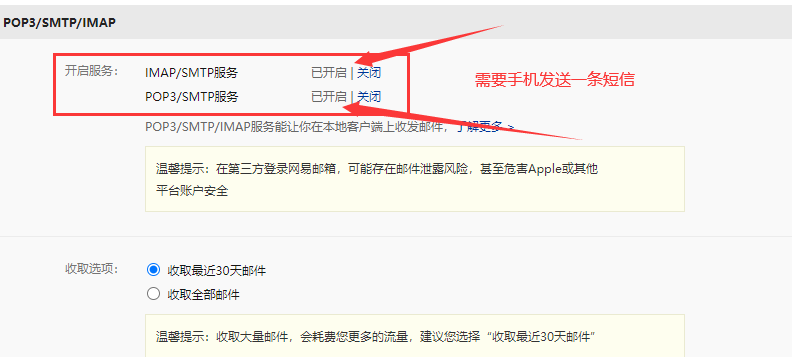 POP3/SMTP/IMAP
开启服务： IMAP/SMTP服务 已开启 | 关闭
POP3/SMTP服务 已开启 | 关闭
需要手机发送一条短信
POP3/SMTP/IMAP服务能让你在本地客户端上收发邮件，了解更多 >
温馨提示：在第三方登录网易邮箱，可能存在邮件泄露风险，甚至危害Apple或其他
平台账户安全
收取选项： 收取最近30天邮件
收取全部邮件
温馨提示：收取大量邮件，会耗费您更多的流量，建议您选择“收取最近30天邮件”